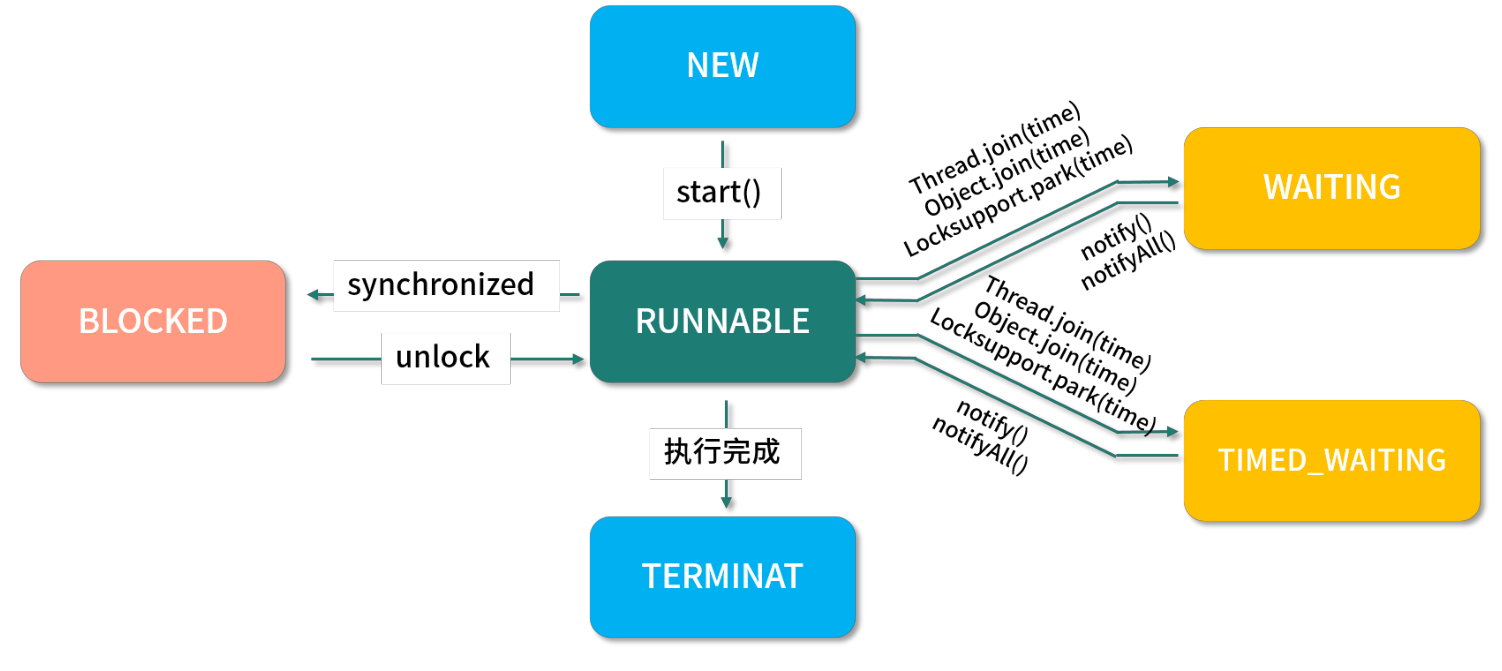 NEW
start()
Thread.join(time)
Object.join(time)
Locksupport.park(time)
WAITING
notify()
notifyAll()
BLOCKED
synchronized
unlock
RUNNABLE
Thread.join(time)
Object.join(time)
Locksupport.park(time)
notify()
notifyAll()
TIMED_WAITING
执行完成
TERMINAT